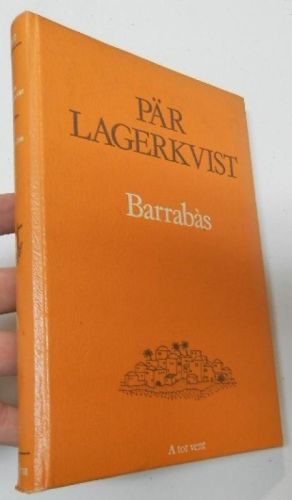 PÄR
LAGERKVIST
Barrabàs
A tot vent